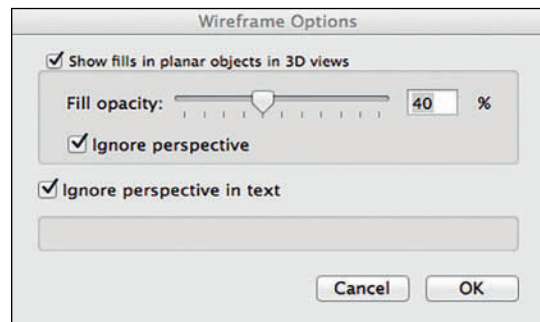 Wireframe Options
Show fills in planar objects in 3D views
Fill opacity: 40 %
Ignore perspective
Ignore perspective in text
Cancel OK